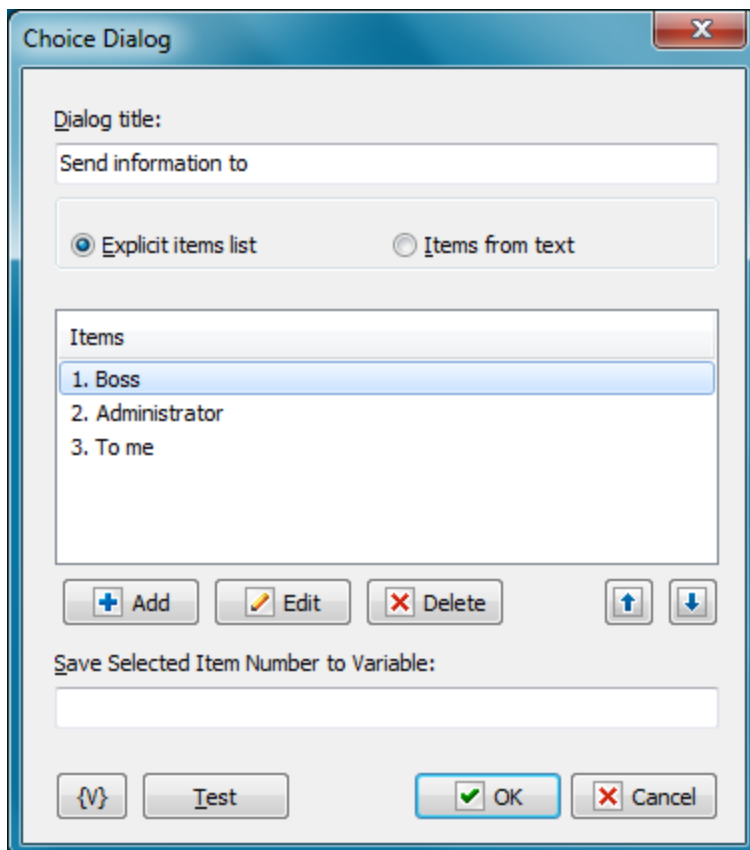 Choice Dialog
Dialog title:
Send information to
Explicit items list Items from text
Items
1. Boss
2. Administrator
3. To me
Add Edit Delete
Save Selected Item Number to Variable:
{V} Test OK Cancel